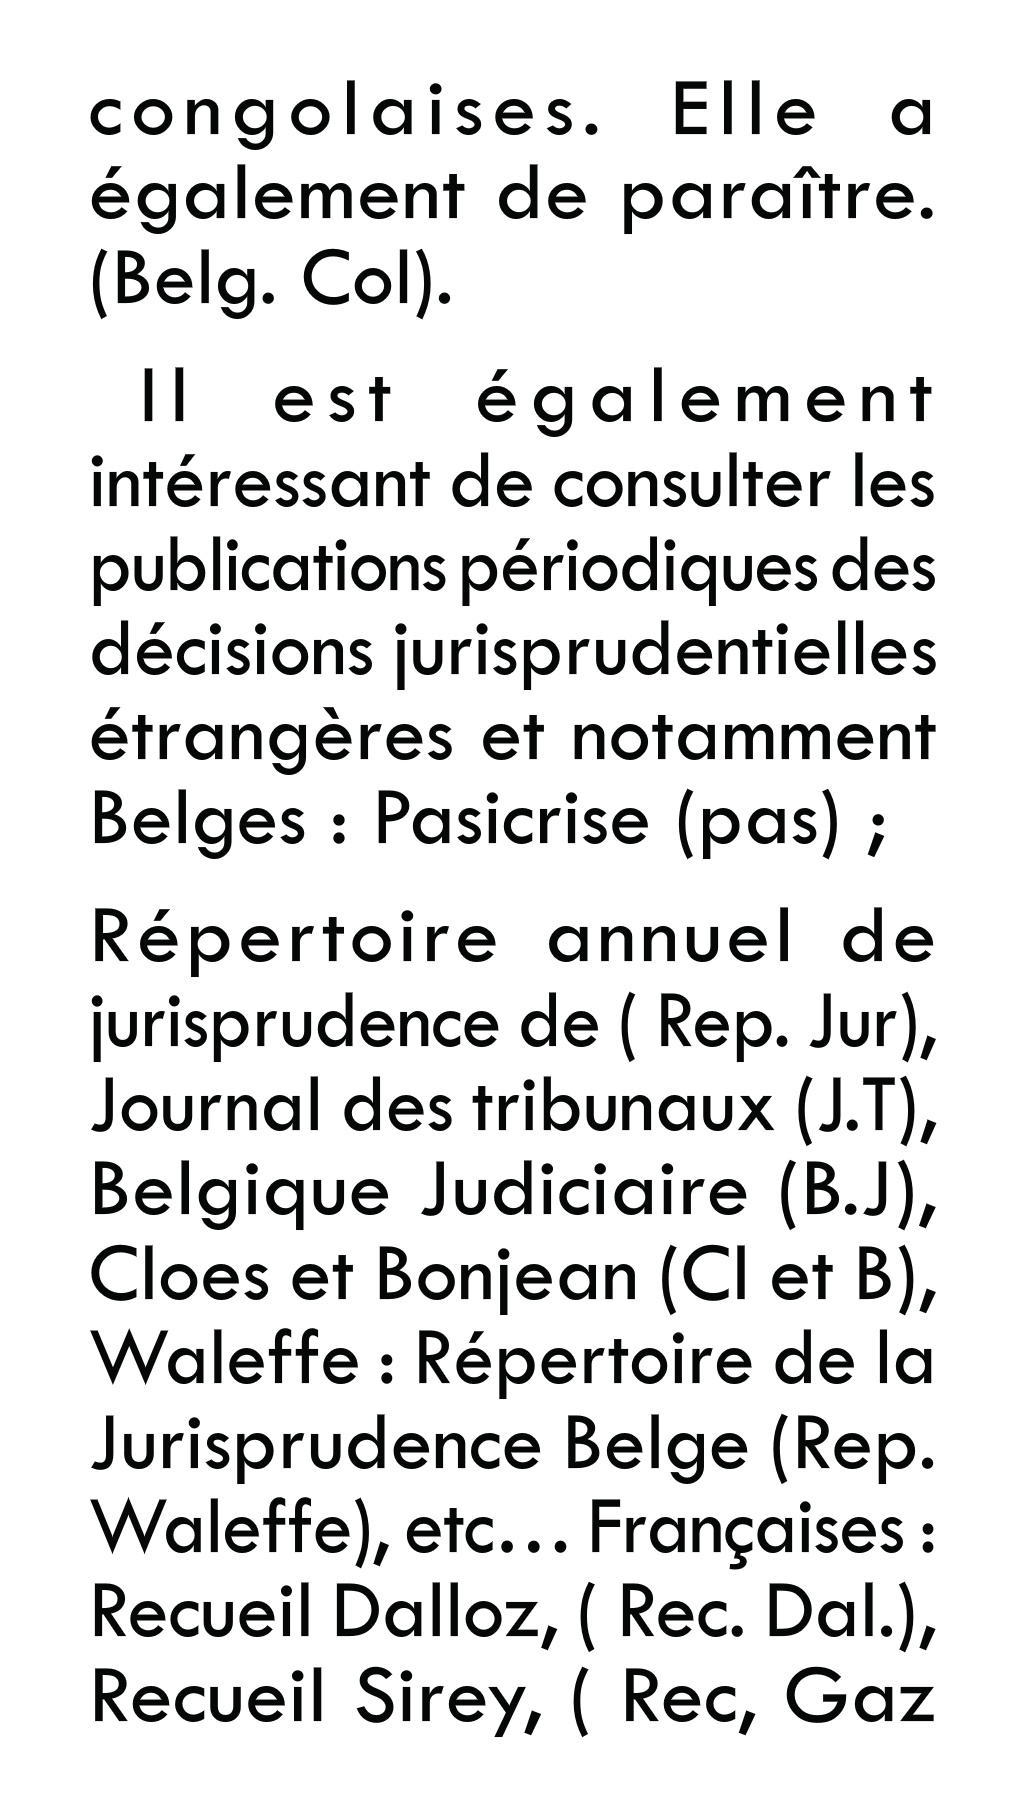 congolaises. Elle a
également de paraître.
(Belg. Col).
Il est également
intéressant de consulter les
publications périodiques des
décisions jurisprudentielles
étrangères et notamment
Belges : Pasicrise (pas) ;
Répertoire annuel de
jurisprudence de ( Rep. Jur),
Journal des tribunaux (J.T),
Belgique Judiciaire (B.J),
Cloes et Bonjean (Cl et B),
Waleffe : Répertoire de la
Jurisprudence Belge (Rep.
Waleffe), etc… Françaises :
Recueil Dalloz, ( Rec. Dal.),
Recueil Sirey, ( Rec, Gaz